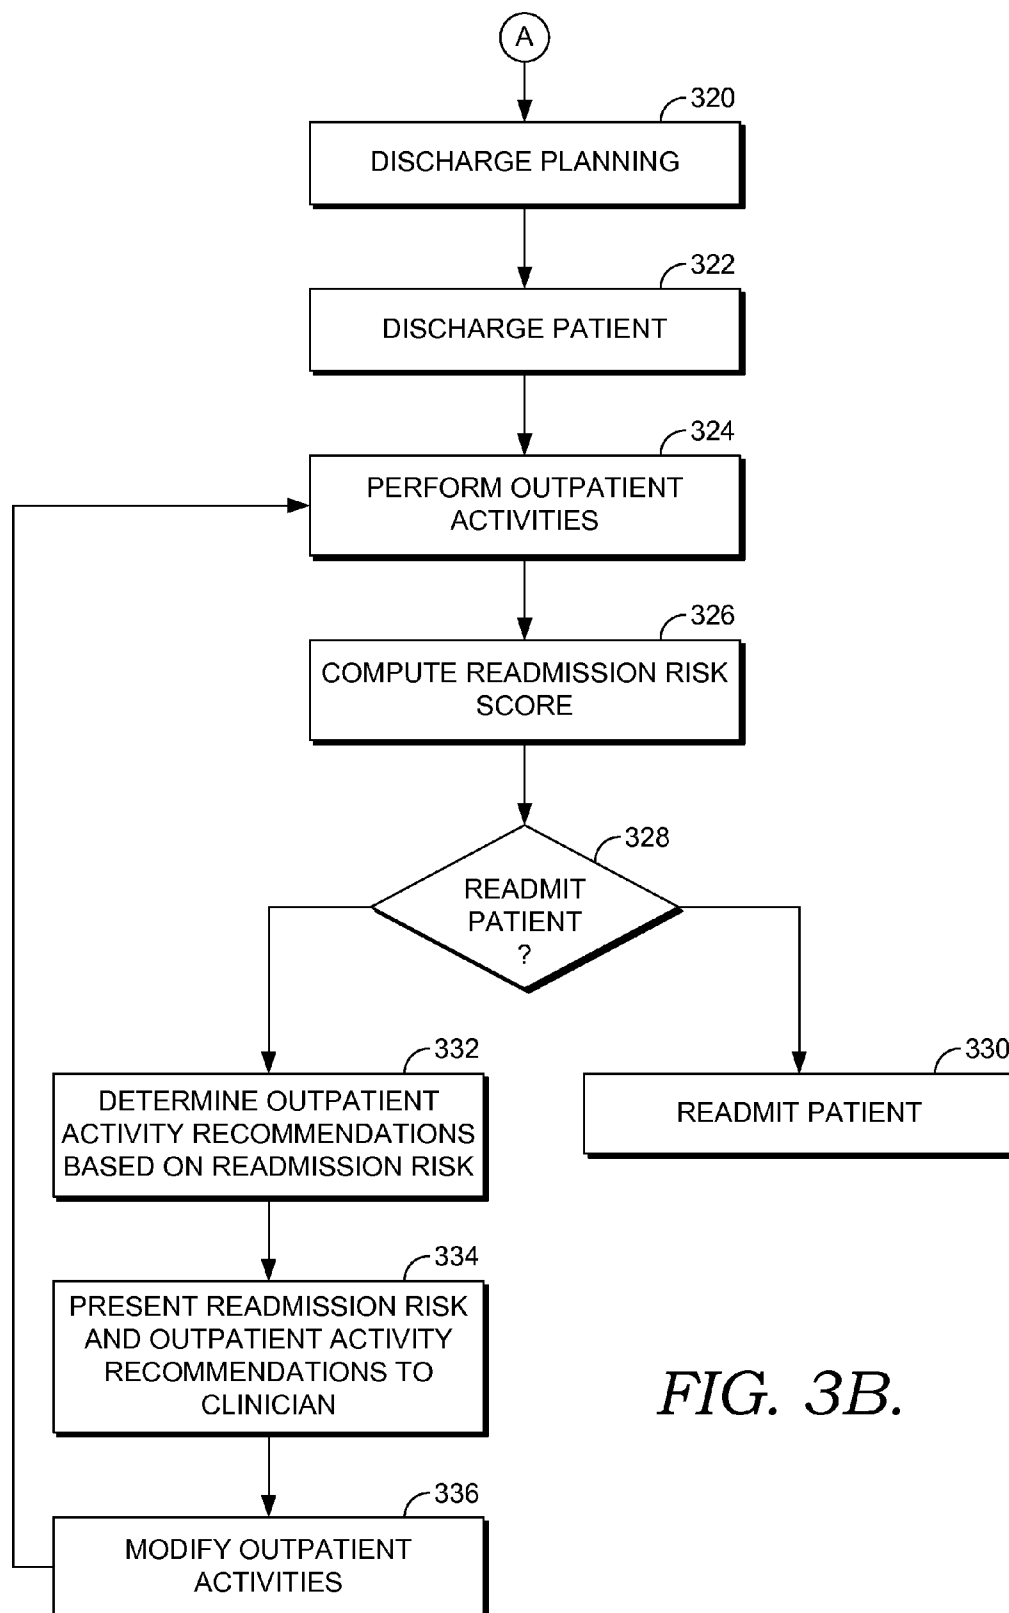 A
320
DISCHARGE PLANNING
322
DISCHARGE PATIENT
324
PERFORM OUTPATIENT
ACTIVITIES
326
COMPUTE READMISSION RISK
SCORE
328
READMIT
PATIENT
?
332
DETERMINE OUTPATIENT
ACTIVITY RECOMMENDATIONS
BASED ON READMISSION RISK
330
READMIT PATIENT
334
PRESENT READMISSION RISK
AND OUTPATIENT ACTIVITY
RECOMMENDATIONS TO
CLINICIAN
FIG. 3B.
336
MODIFY OUTPATIENT
ACTIVITIES